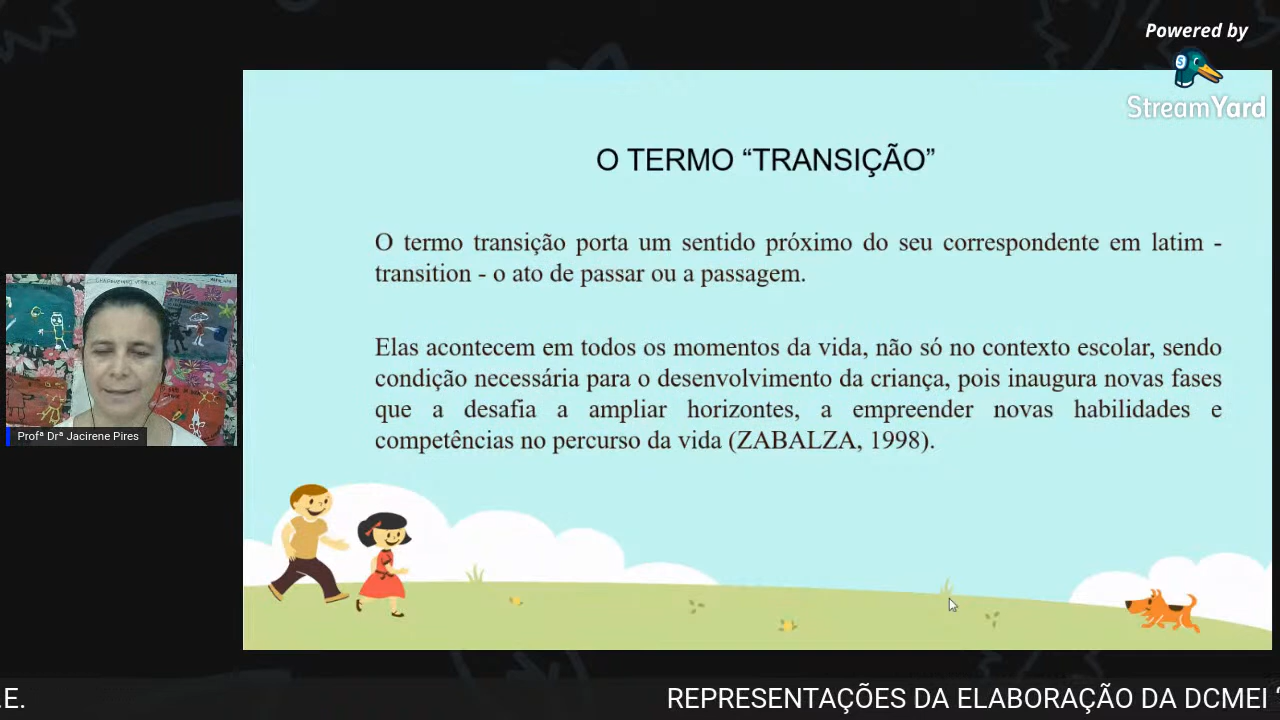 Powered by
StreamYard
O TERMO “TRANSIÇÃO”
O termo transição porta um sentido próximo do seu correspondente em latim -
transition - o ato de passar ou a passagem.
Elas acontecem em todos os momentos da vida, não só no contexto escolar, sendo
condição necessária para o desenvolvimento da criança, pois inaugura novas fases
que a desafia a ampliar horizontes, a empreender novas habilidades e
competências no percurso da vida (ZABALZA, 1998).
Profª Drª Jacirene Pires
.E.
REPRESENTAÇÕES DA ELABORAÇÃO DA DCMEI